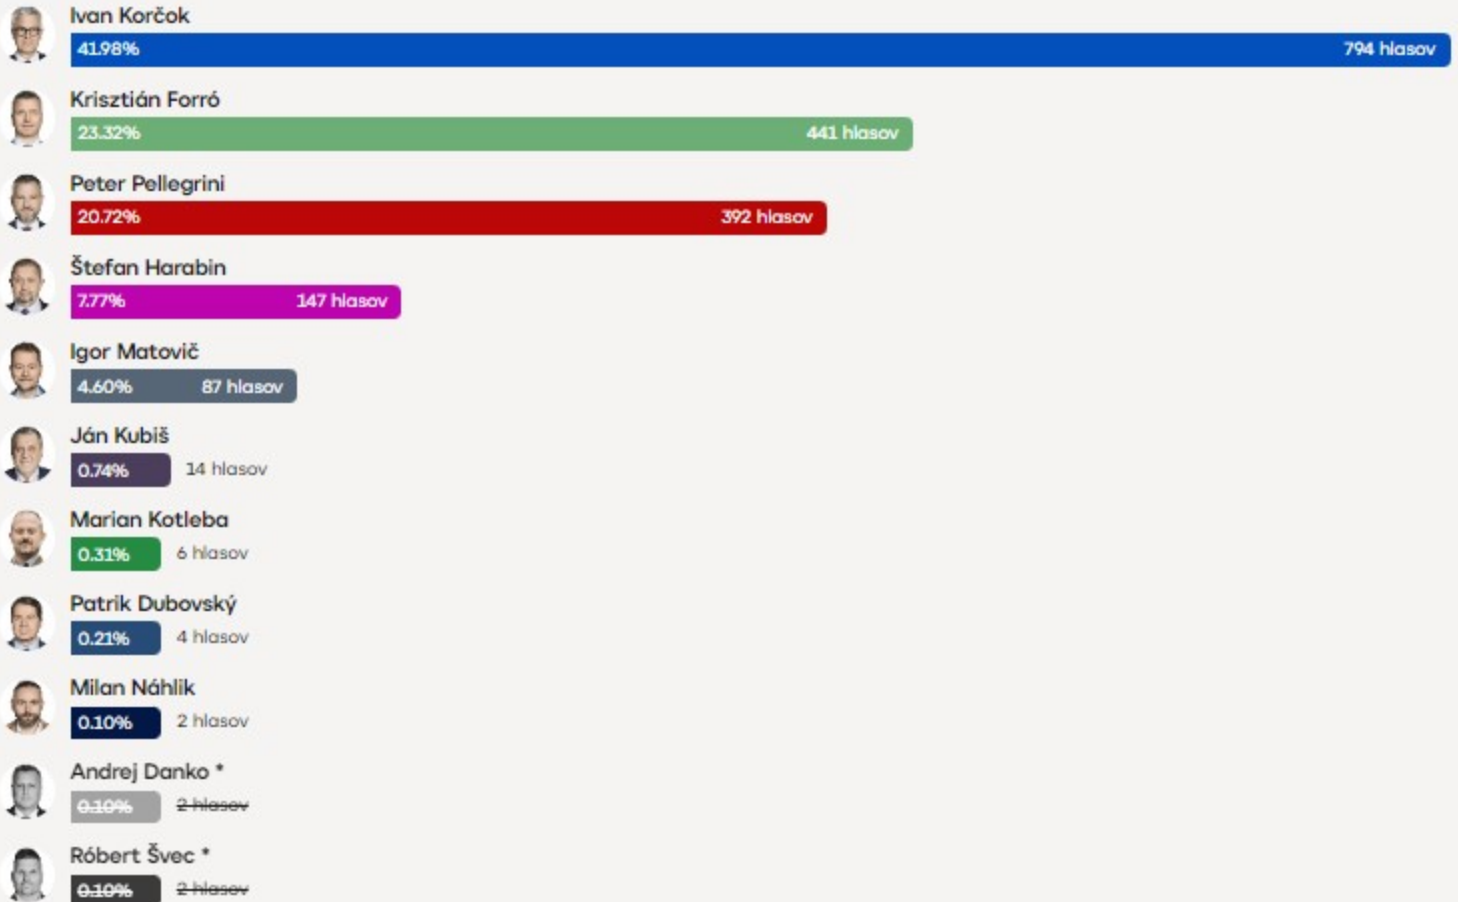 Ivan Korčok
41.98% 794 hlasov
Krisztián Forró
23.32% 441 hlasov
Peter Pellegrini
20.72% 392 hlasov
Štefan Harabin
7.77% 147 hlasov
Igor Matovič
4.60% 87 hlasov
Ján Kubiš
0.74% 14 hlasov
Marian Kotleba
0.31% 6 hlasov
Patrik Dubovský
0.21% 4 hlasov
Milan Náhlik
0.10% 2 hlasov
Andrej Danko *
0.10% 2 hlasov
Róbert Švec *
0.10% 2 hlasov